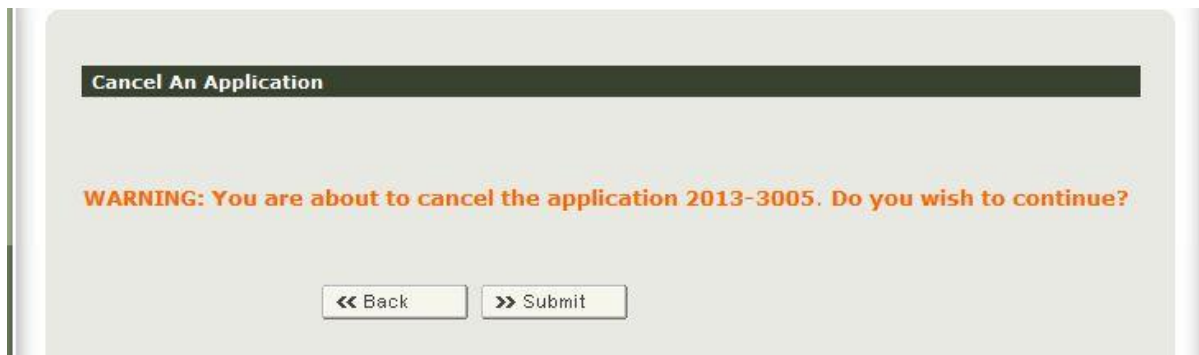 Cancel An Application
WARNING: You are about to cancel the application 2013-3005. Do you wish to continue?
<< Back >> Submit